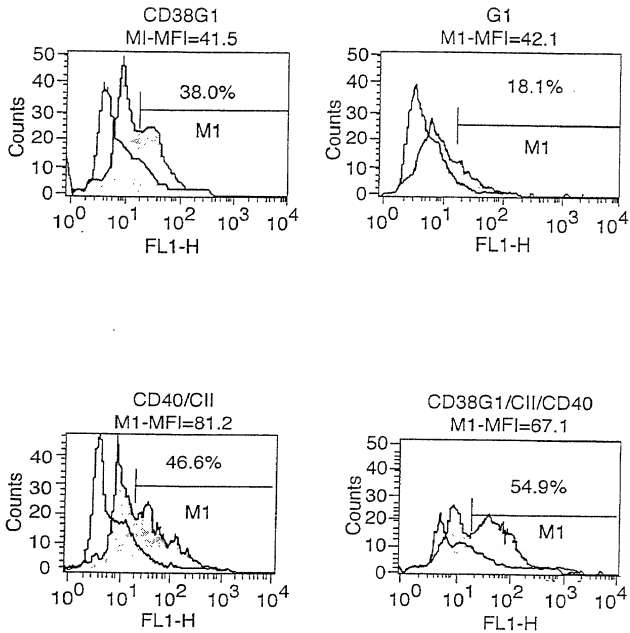 CD38G1
MI-MFI=41.5
50
40
30
20
10
0
Counts
38.0%
M1
10^0 10^1 10^2 10^3 10^4
FL1-H
G1
M1-MFI=42.1
50
40
30
20
10
0
Counts
18.1%
M1
10^0 10^1 10^2 10^3 10^4
FL1-H
CD40/CII
M1-MFI=81.2
40
30
20
10
0
Counts
46.6%
M1
10^0 10^1 10^2 10^3 10^4
FL1-H
CD38G1/CII/CD40
M1-MFI=67.1
50
40
30
20
10
0
Counts
54.9%
M1
10^0 10^1 10^2 10^3 10^4
FL1-H